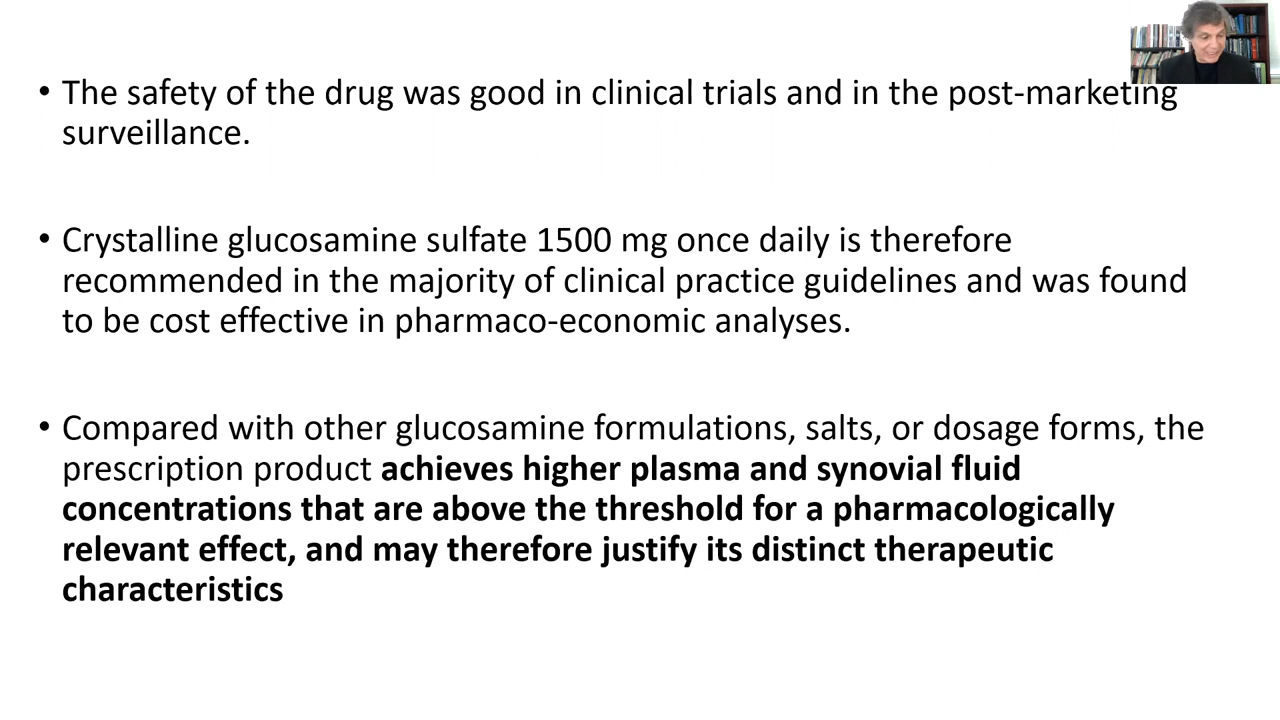 • The safety of the drug was good in clinical trials and in the post-marketing
surveillance.
• Crystalline glucosamine sulfate 1500 mg once daily is therefore
recommended in the majority of clinical practice guidelines and was found
to be cost effective in pharmaco-economic analyses.
• Compared with other glucosamine formulations, salts, or dosage forms, the
prescription product achieves higher plasma and synovial fluid
concentrations that are above the threshold for a pharmacologically
relevant effect, and may therefore justify its distinct therapeutic
characteristics